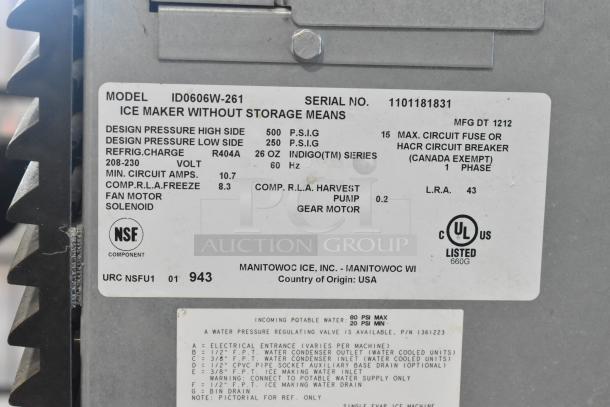 MODEL ID0606W-261 SERIAL NO. 1101181831
ICE MAKER WITHOUT STORAGE MEANS
MFG DT 1212
DESIGN PRESSURE HIGH SIDE 500 P.S.I.G 15 MAX. CIRCUIT FUSE OR
DESIGN PRESSURE LOW SIDE 250 P.S.I.G HACR CIRCUIT BREAKER
REFRIG.CHARGE R404A 26 OZ INDIGO(TM) SERIES (CANADA EXEMPT)
208-230 VOLT 60 Hz 1 PHASE
MIN. CIRCUIT AMPS. 10.7
COMP.R.L.A.FREEZE 8.3 COMP. R.L.A. HARVEST L.R.A. 43
FAN MOTOR PUMP 0.2
SOLENOID GEAR MOTOR
PCI
AUCTION GROUP
NSF
COMPONENT
C UL US
LISTED
660G
MANITOWOC ICE, INC. - MANITOWOC WI
URC NSFU1 01 943 Country of Origin: USA
INCOMING POTABLE WATER: 80 PSI MAX
20 PSI MIN
A WATER PRESSURE REGULATING VALVE IS AVAILABLE, P/N 1361223
A = ELECTRICAL ENTRANCE (VARIES PER MACHINE)
B = 1/2" F.P.T. WATER CONDENSER OUTLET (WATER COOLED UNITS)
C = 3/8" F.P.T. WATER CONDENSER INLET (WATER COOLED UNITS)
D = 1/2" CPVC PIPE SOCKET AUXILIARY BASE DRAIN (OPTIONAL)
E = 3/8" F.P.T. ICE MAKING WATER INLET
WARNING: CONNECT TO POTABLE WATER SUPPLY ONLY
F = 1/2" F.P.T. ICE MAKING WATER DRAIN
G = BIN DRAIN
NOTE: PICTORIAL FOR REF. ONLY
SINGLE EVAP ICE MACHINE